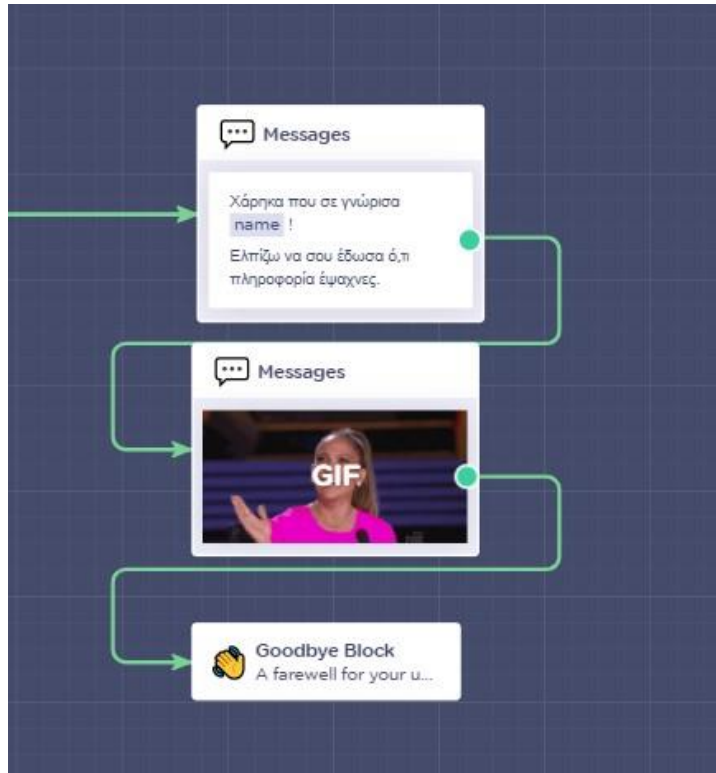 Messages
Χάρηκα που σε γνώρισα
name !
Ελπίζω να σου έδωσα ό,τι
πληροφορία έψαχνες.
Messages
GIF
Goodbye Block
A farewell for your u...